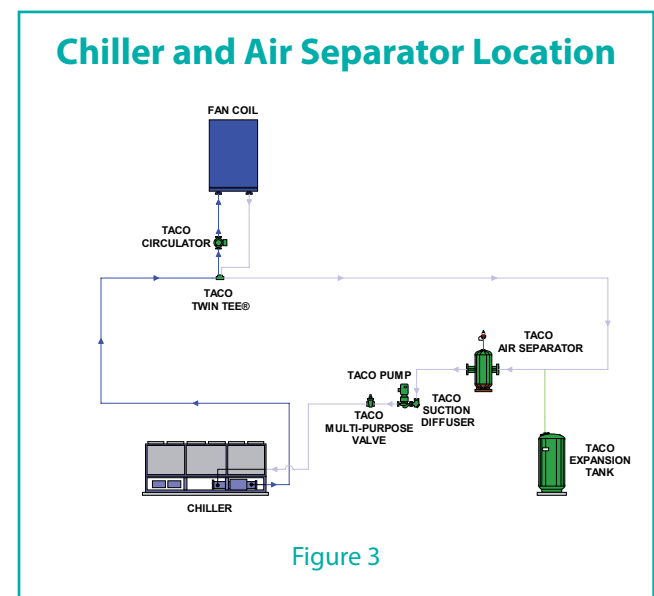 Chiller and Air Separator Location
FAN COIL
TACO
CIRCULATOR
TACO
TWIN TEE®
TACO
AIR SEPARATOR
TACO PUMP
TACO
SUCTION
DIFFUSER
TACO
MULTI-PURPOSE
VALVE
TACO
EXPANSION
TANK
CHILLER
Figure 3